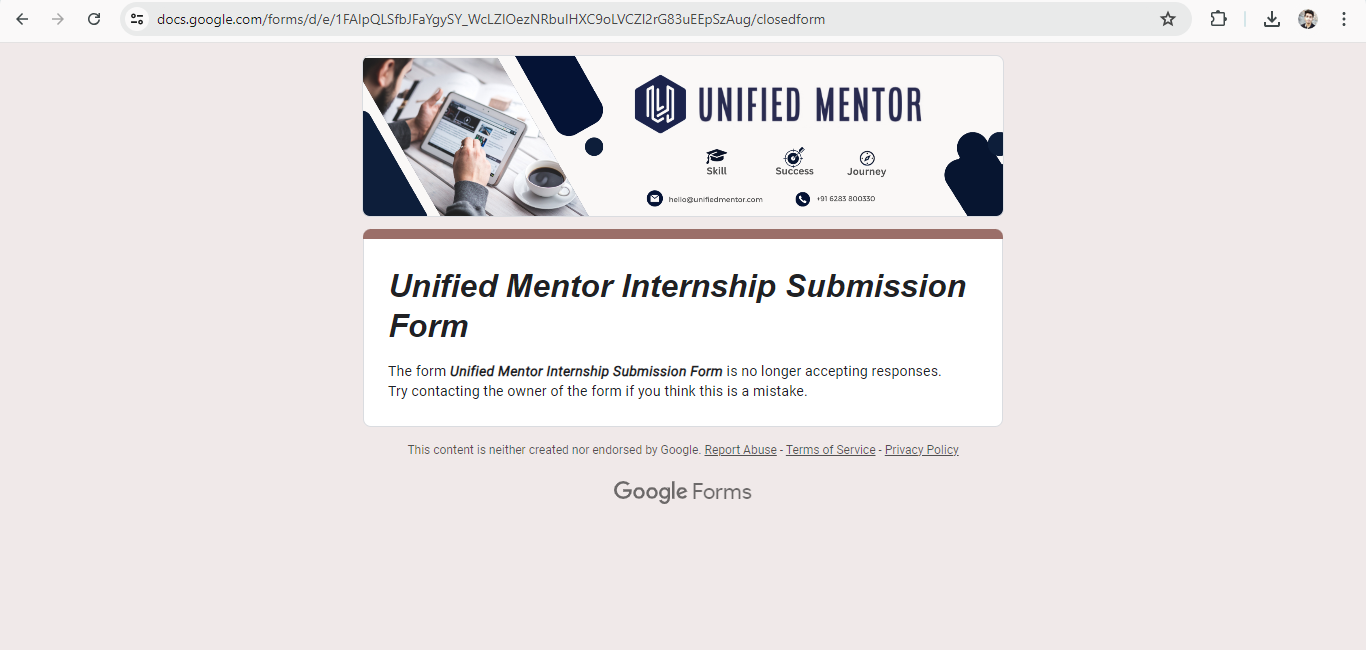 docs.google.com/forms/d/e/1FAIpQLSfbJFaYgySY_WcLZIOezNRbuIHXC9oLVCZI2rG83uEEpSzAug/closedform
UNIFIED MENTOR
Skill Success Journey
hello@unifiedmentor.com +91 6283 800330
Unified Mentor Internship Submission
Form
The form Unified Mentor Internship Submission Form is no longer accepting responses.
Try contacting the owner of the form if you think this is a mistake.
This content is neither created nor endorsed by Google. Report Abuse - Terms of Service - Privacy Policy
Google Forms